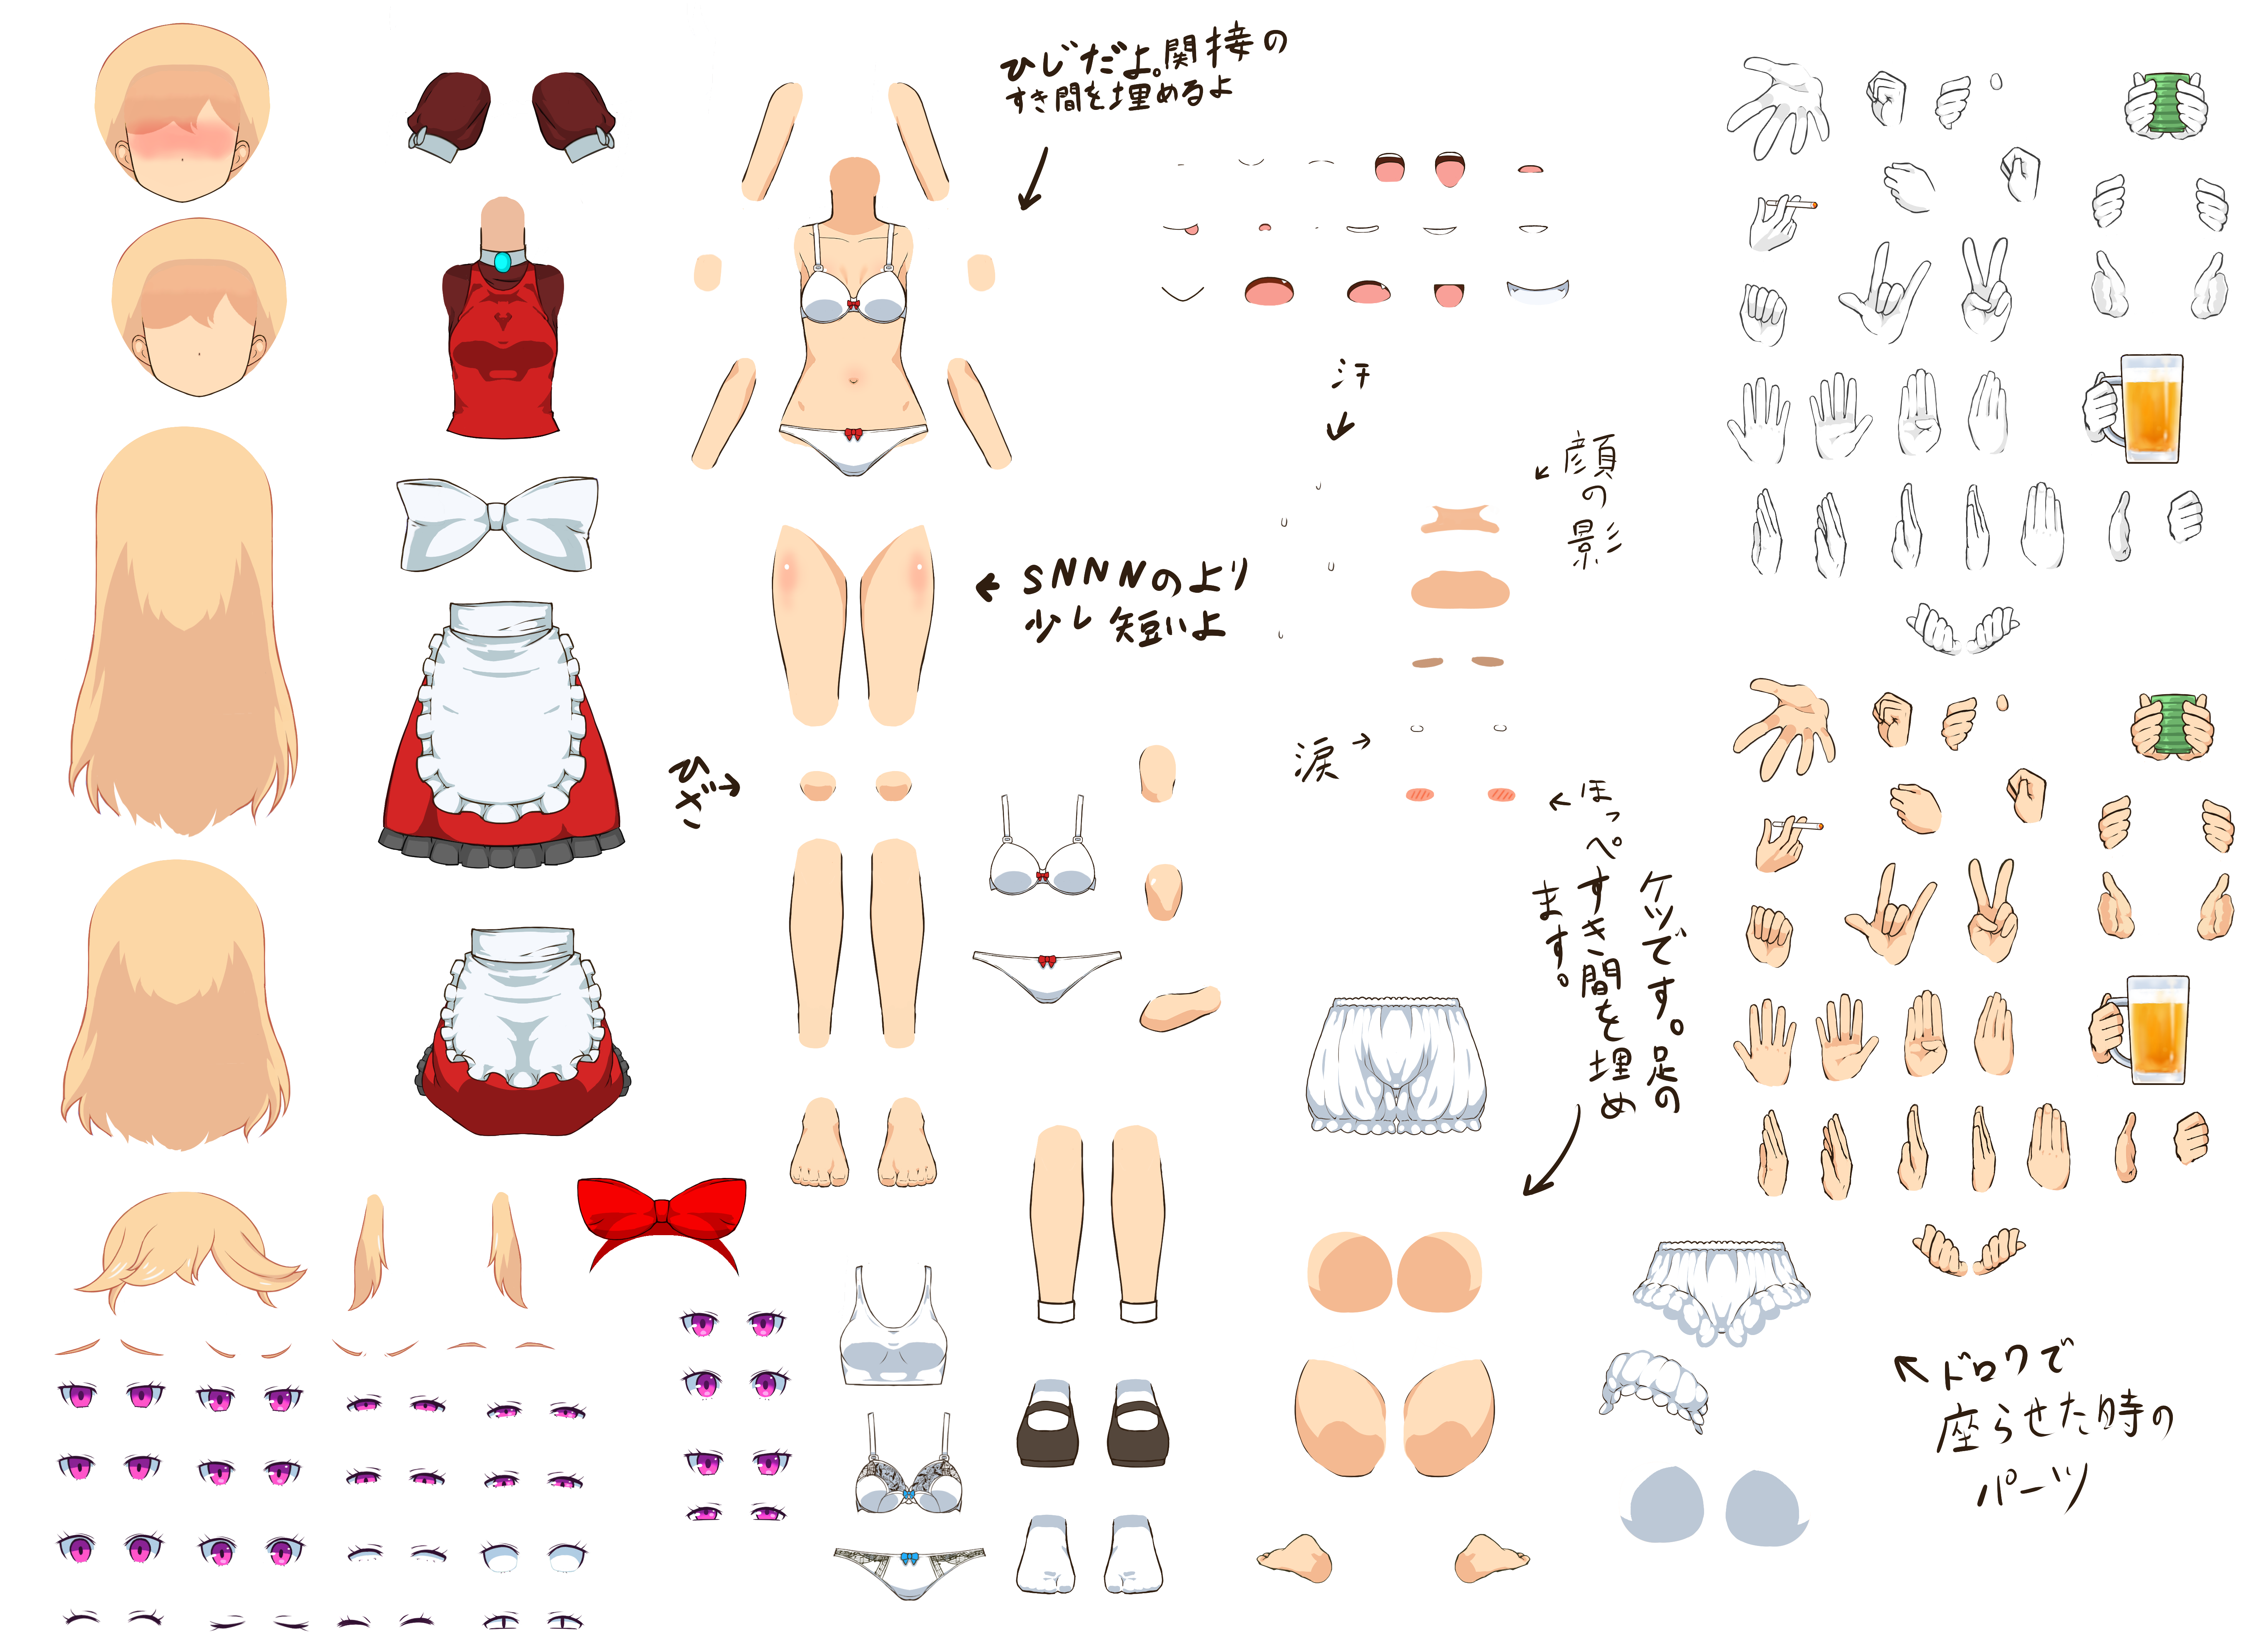 ひじだよ。関接の
すき間を埋めるよ
汗
顔の影
SNNNのより
少し短いよ
ひざ
涙
ほっぺ
ケツです。足の
すき間を埋め
ます。
ドロワで
座らせた時の
パーツ